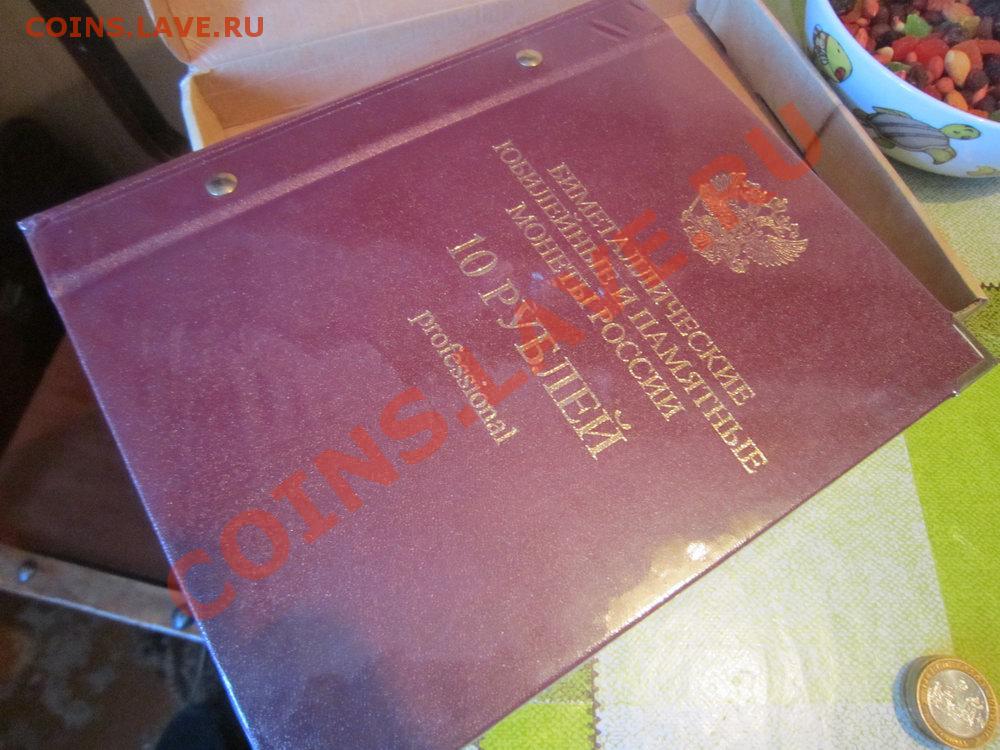 COINS.LAVE.RU
БИМЕТАЛЛИЧЕСКИЕ
ЮБИЛЕЙНЫЕ И ПАМЯТНЫЕ
МОНЕТЫ РОССИИ
10 РУБЛЕЙ
professional
COINS.LAVE.RU